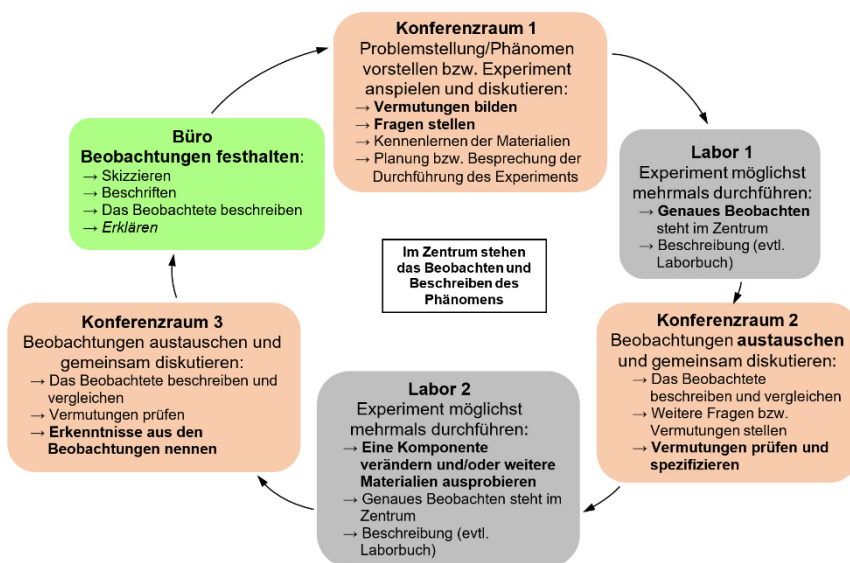 Konferenzraum 1
Problemstellung/Phänomen
vorstellen bzw. Experiment
anspielen und diskutieren:
→ Vermutungen bilden
→ Fragen stellen
→ Kennenlernen der Materialien
→ Planung bzw. Besprechung der
Durchführung des Experiments
Labor 1
Experiment möglichst
mehrmals durchführen:
→ Genaues Beobachten
steht im Zentrum
→ Beschreibung (evtl.
Laborbuch)
Konferenzraum 2
Beobachtungen austauschen
und gemeinsam diskutieren:
→ Das Beobachtete
beschreiben und vergleichen
→ Weitere Fragen bzw.
Vermutungen stellen
→ Vermutungen prüfen und
spezifizieren
Labor 2
Experiment möglichst
mehrmals durchführen:
→ Eine Komponente
verändern und/oder weitere
Materialien ausprobieren
→ Genaues Beobachten steht im
Zentrum
→ Beschreibung (evtl.
Laborbuch)
Konferenzraum 3
Beobachtungen austauschen und
gemeinsam diskutieren:
→ Das Beobachtete beschreiben und
vergleichen
→ Vermutungen prüfen
→ Erkenntnisse aus den
Beobachtungen nennen
Büro
Beobachtungen festhalten:
→ Skizzieren
→ Beschriften
→ Das Beobachtete beschreiben
→ Erklären
Im Zentrum stehen
das Beobachten und
Beschreiben des
Phänomens